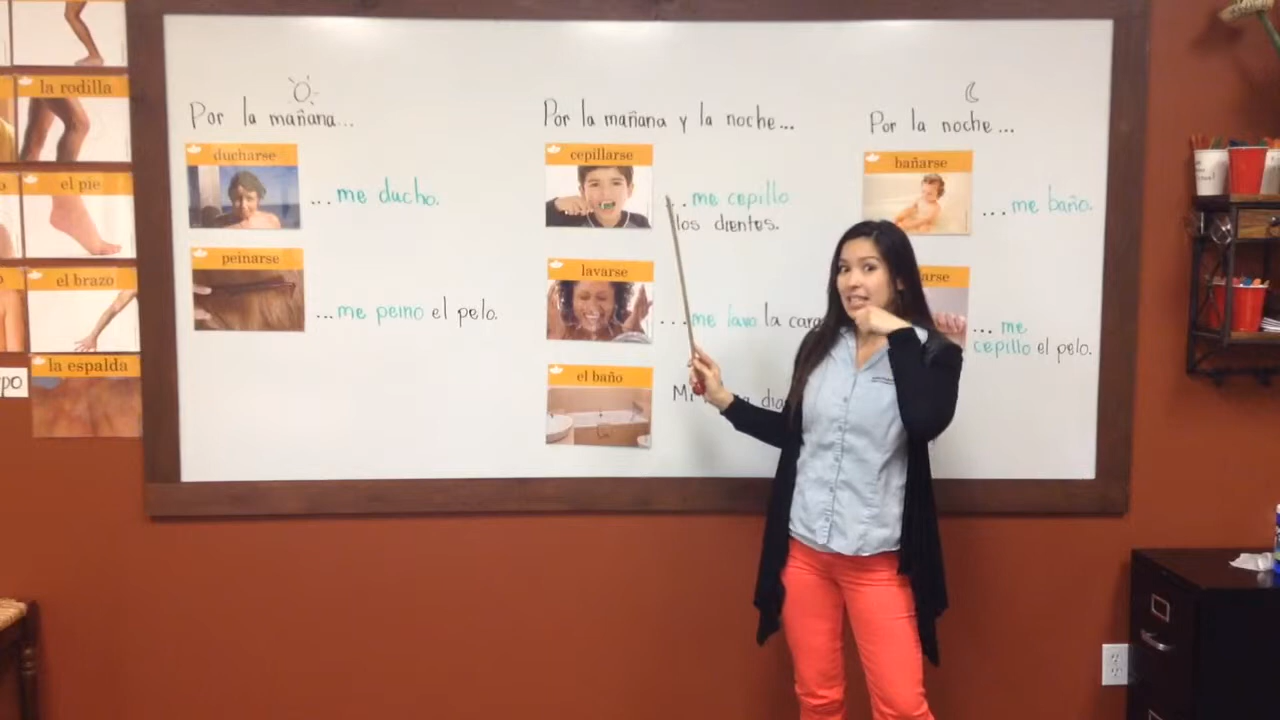 la rodilla
el pie
el brazo
la espalda
po
Por la mañana...
ducharse
...me ducho.
peinarse
...me peino el pelo.
Por la mañana y la noche...
cepillarse
...me cepillo
los dientes.
lavarse
...me lavo la cara
el baño
Por la noche...
bañarse
...me baño.
arse
... me
cepillo el pelo.